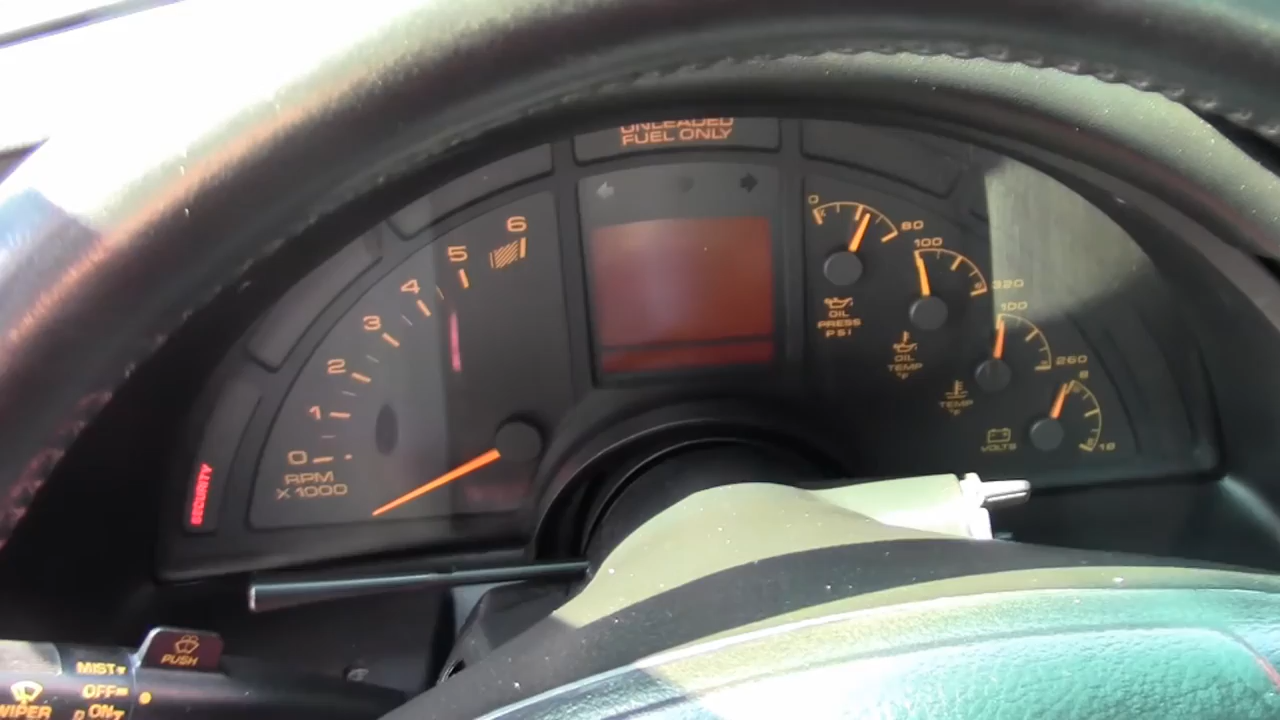 UNLEADED
FUEL ONLY
6
5
4
3
2
1
0
RPM
X 1000
SECURITY
0
80
OIL
PRESS
PSI
100
320
OIL
TEMP
°F
100
260
TEMP
°F
8
18
VOLTS
PUSH
MIST
OFF
ON
WIPER